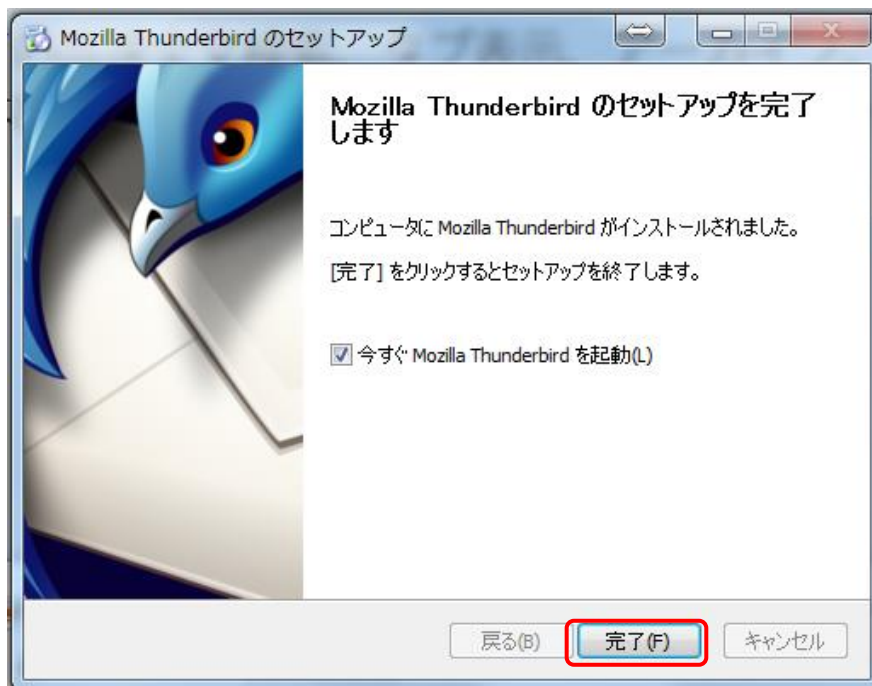 Mozilla Thunderbird のセットアップ
Mozilla Thunderbird のセットアップを完了
します
コンピュータに Mozilla Thunderbird がインストールされました。
[完了] をクリックするとセットアップを終了します。
今すぐ Mozilla Thunderbird を起動(L)
戻る(B) 完了(F) キャンセル